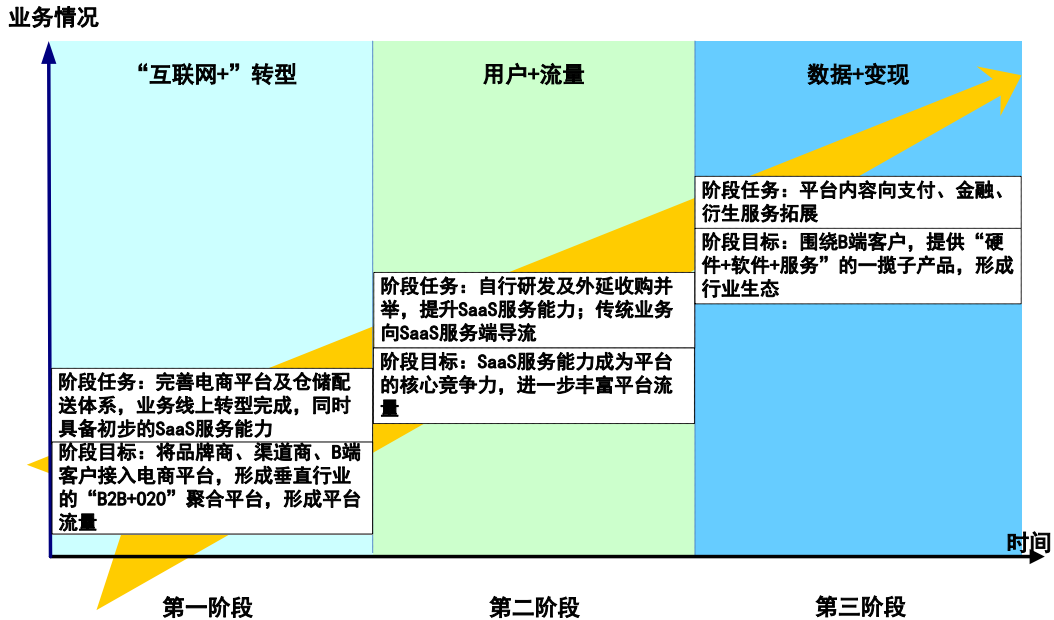 业务情况
“互联网+”转型
用户+流量
数据+变现
阶段任务：平台内容向支付、金融、
衍生服务拓展
阶段目标：围绕B端客户，提供“硬
件+软件+服务”的一揽子产品，形成
行业生态
阶段任务：自行研发及外延收购并
举，提升SaaS服务能力；传统业务
向SaaS服务端导流
阶段目标：SaaS服务能力成为平台
的核心竞争力，进一步丰富平台流
量
阶段任务：完善电商平台及仓储配
送体系，业务线上转型完成，同时
具备初步的SaaS服务能力
阶段目标：将品牌商、渠道商、B端
客户接入电商平台，形成垂直行业
的“B2B+O2O”聚合平台，形成平台
流量
时间
第一阶段
第二阶段
第三阶段